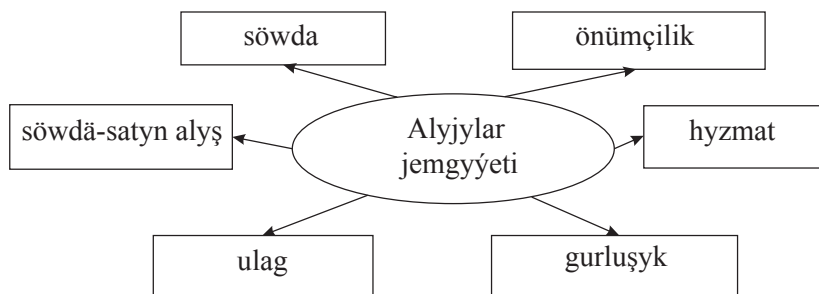 söwda
önümçilik
söwdä-satyn alyş
Alyjylar
jemgyýeti
hyzmat
ulag
gurluşyk